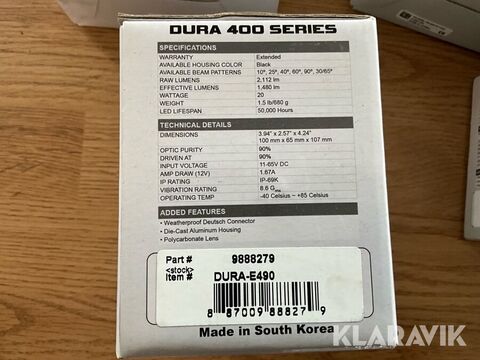 DURA 400 SERIES
SPECIFICATIONS
WARRANTY Extended
AVAILABLE HOUSING COLOR Black
AVAILABLE BEAM PATTERNS 10º, 25º, 40º, 60º, 90º, 30/65º
RAW LUMENS 2,112 lm
EFFECTIVE LUMENS 1,480 lm
WATTAGE 20
WEIGHT 1.5 lb/680 g
LED LIFESPAN 50,000 Hours
TECHNICAL DETAILS
DIMENSIONS 3.94" x 2.57" x 4.24"
100 mm x 65 mm x 107 mm
OPTIC PURITY 90%
DRIVEN AT 90%
INPUT VOLTAGE 11-65V DC
AMP DRAW (12V) 1.67A
IP RATING IP-69K
VIBRATION RATING 8.6 Grms
OPERATING TEMP -40 Celsius ~ +85 Celsius
ADDED FEATURES
• Weatherproof Deutsch Connector
• Die-Cast Aluminum Housing
• Polycarbonate Lens
Part # 9888279
<stock>
Item # DURA-E490
8 87009 88827 9
Made in South Korea
KLARAVIK